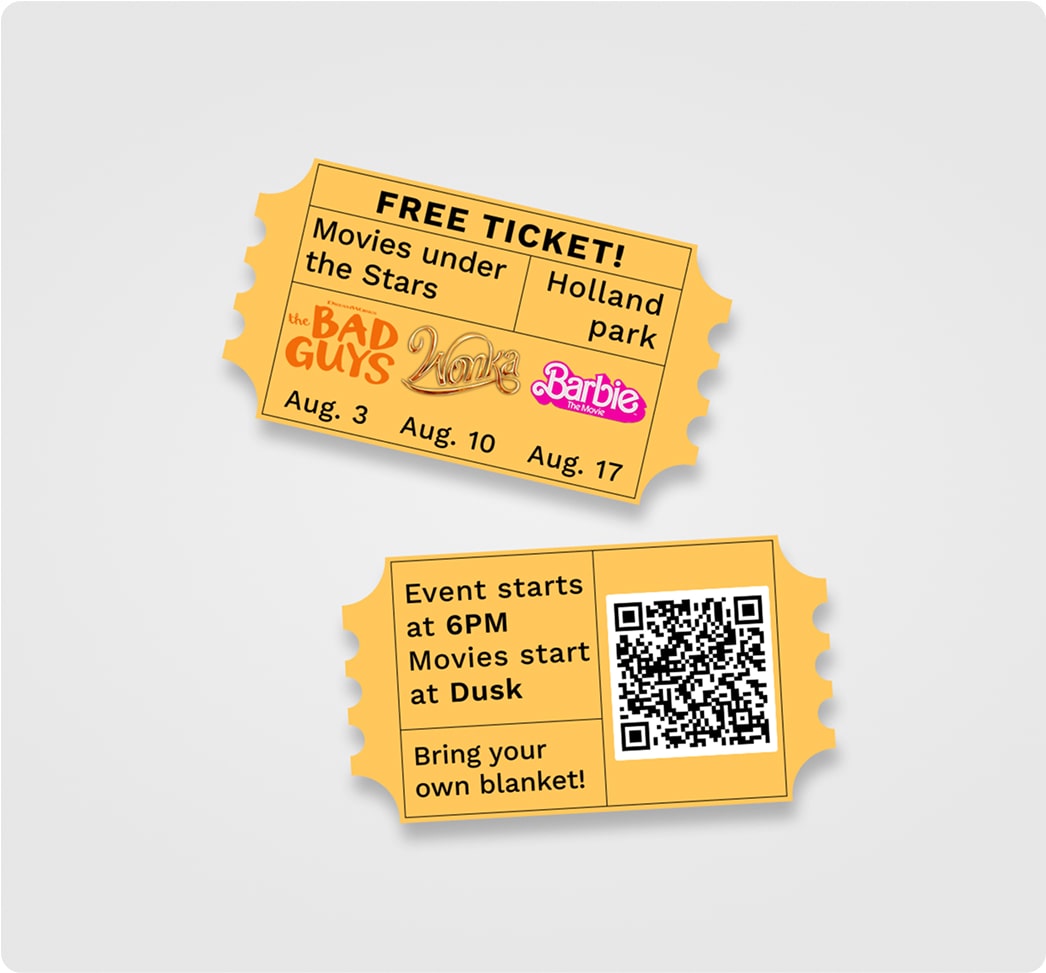 FREE TICKET!
Movies under
the Stars
Holland
park
DreamWorks
the BAD
GUYS
Wonka
Barbie
The Movie
Aug. 3
Aug. 10
Aug. 17
Event starts
at 6PM
Movies start
at Dusk
Bring your
own blanket!